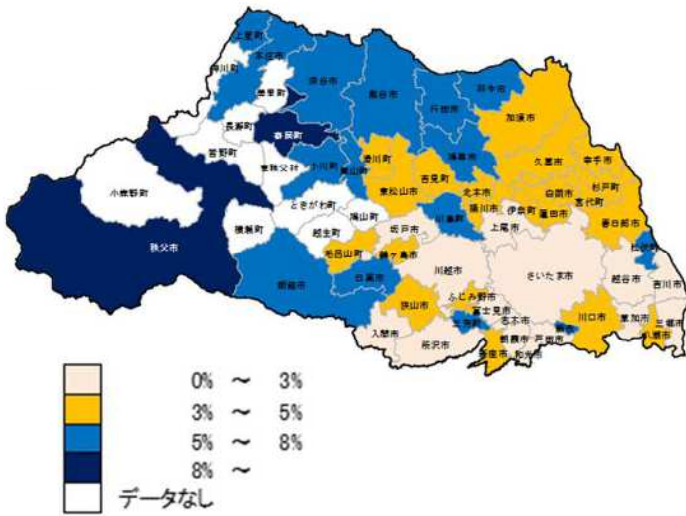 上里町
本庄市
神川町
美里町
深谷市
熊谷市
行田市
羽生市
加須市
長瀞町
寄居町
皆野町
東秩父村
小川町
嵐山町
滑川町
東松山市
吉見町
鴻巣市
久喜市
幸手市
北本市
白岡市
杉戸町
宮代町
小鹿野町
ときがわ町
鳩山町
川島町
桶川市
伊奈町
蓮田市
春日部市
秩父市
横瀬町
越生町
毛呂山町
坂戸市
鶴ヶ島市
上尾市
松伏町
飯能市
日高市
川越市
さいたま市
越谷市
吉川市
狭山市
ふじみ野市
富士見市
三芳町
志木市
川口市
草加市
三郷市
八潮市
入間市
所沢市
新座市
朝霞市
和光市
戸田市
蕨市
0% ～ 3%
3% ～ 5%
5% ～ 8%
8% ～
データなし